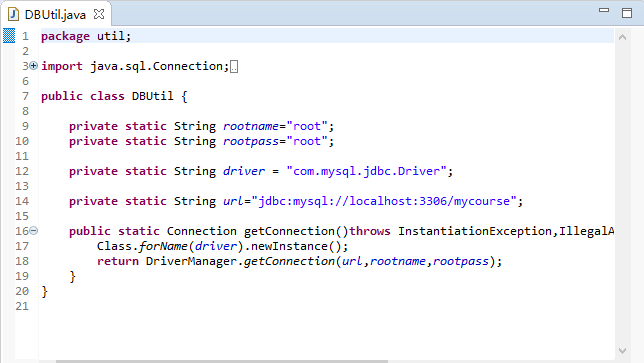 DBUtil.java
1 package util;
2
3 import java.sql.Connection;
6
7 public class DBUtil {
8
9 private static String rootname="root";
10 private static String rootpass="root";
11
12 private static String driver = "com.mysql.jdbc.Driver";
13
14 private static String url="jdbc:mysql://localhost:3306/mycourse";
15
16 public static Connection getConnection()throws InstantiationException,IllegalA
17 Class.forName(driver).newInstance();
18 return DriverManager.getConnection(url,rootname,rootpass);
19 }
20 }
21